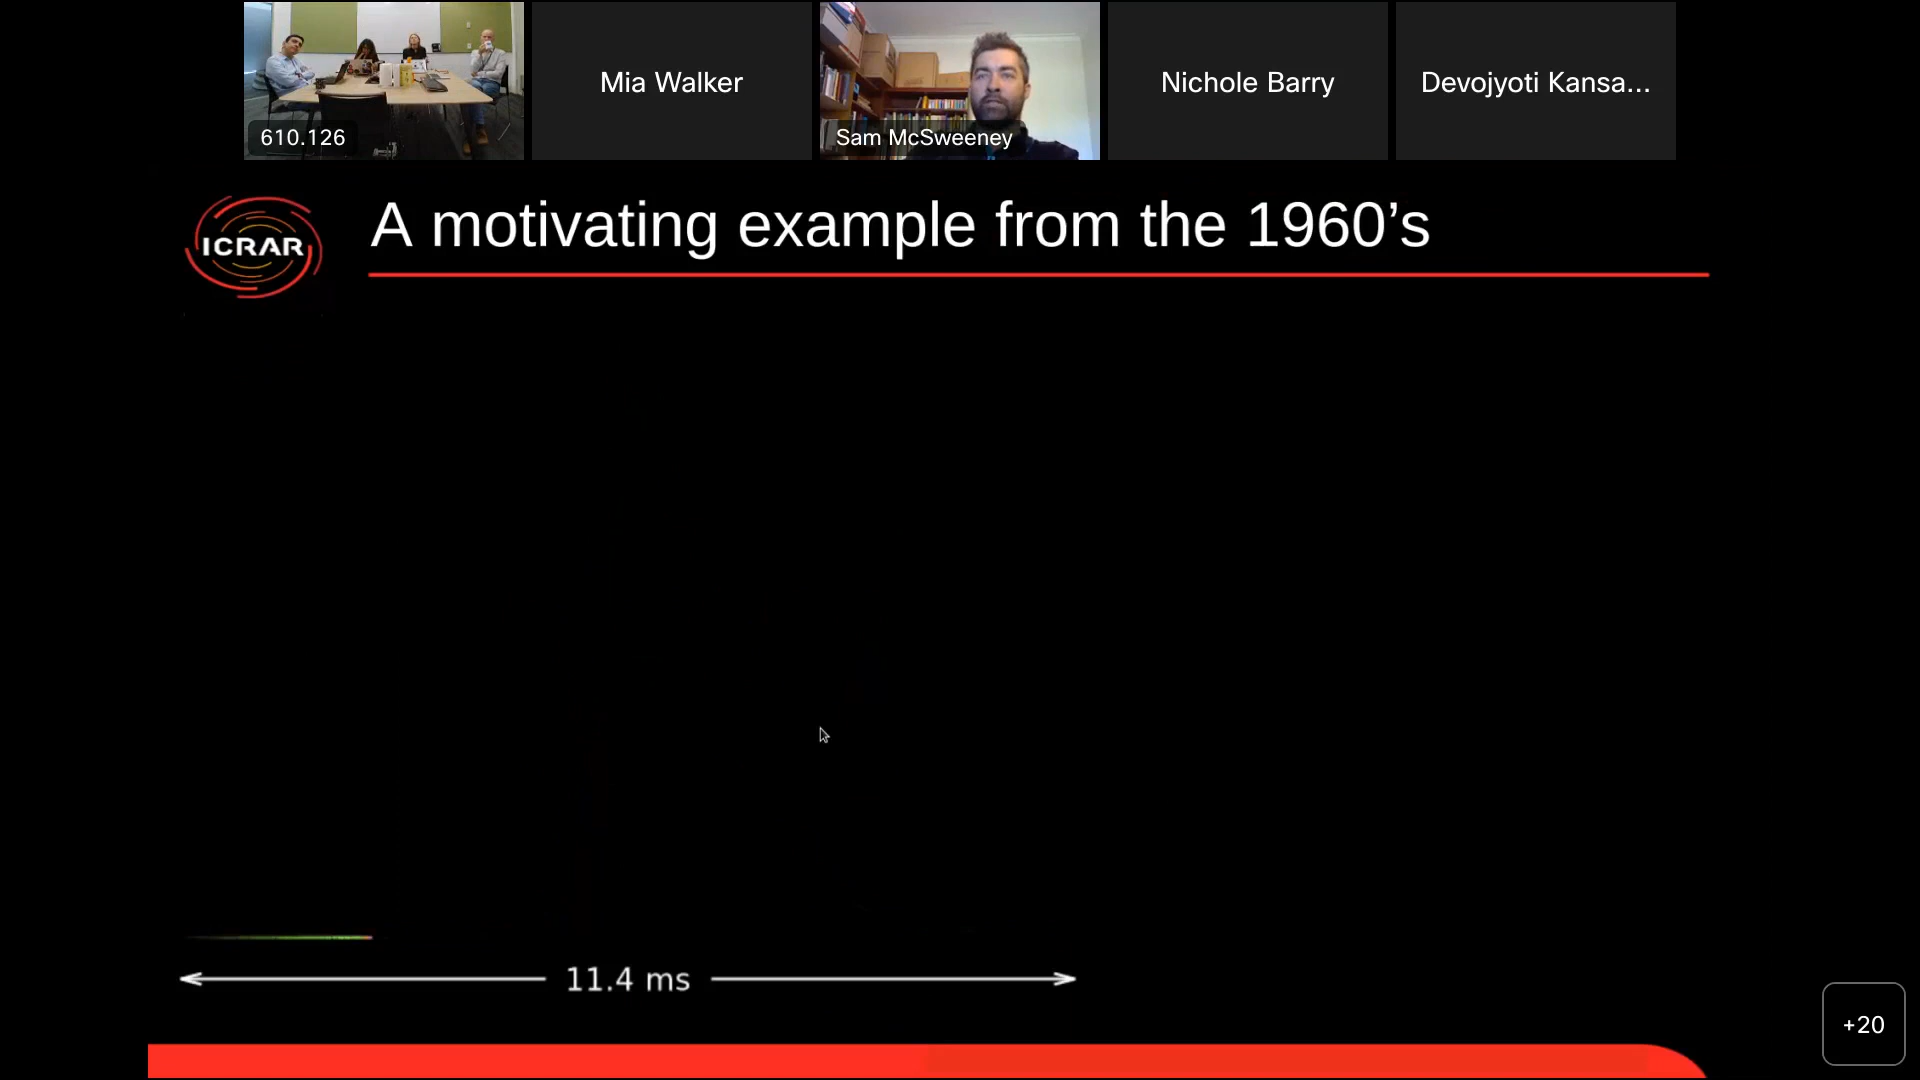 610.126
Mia Walker
Sam McSweeney
Nichole Barry
Devojyoti Kansa...
ICRAR
A motivating example from the 1960’s
11.4 ms
+20